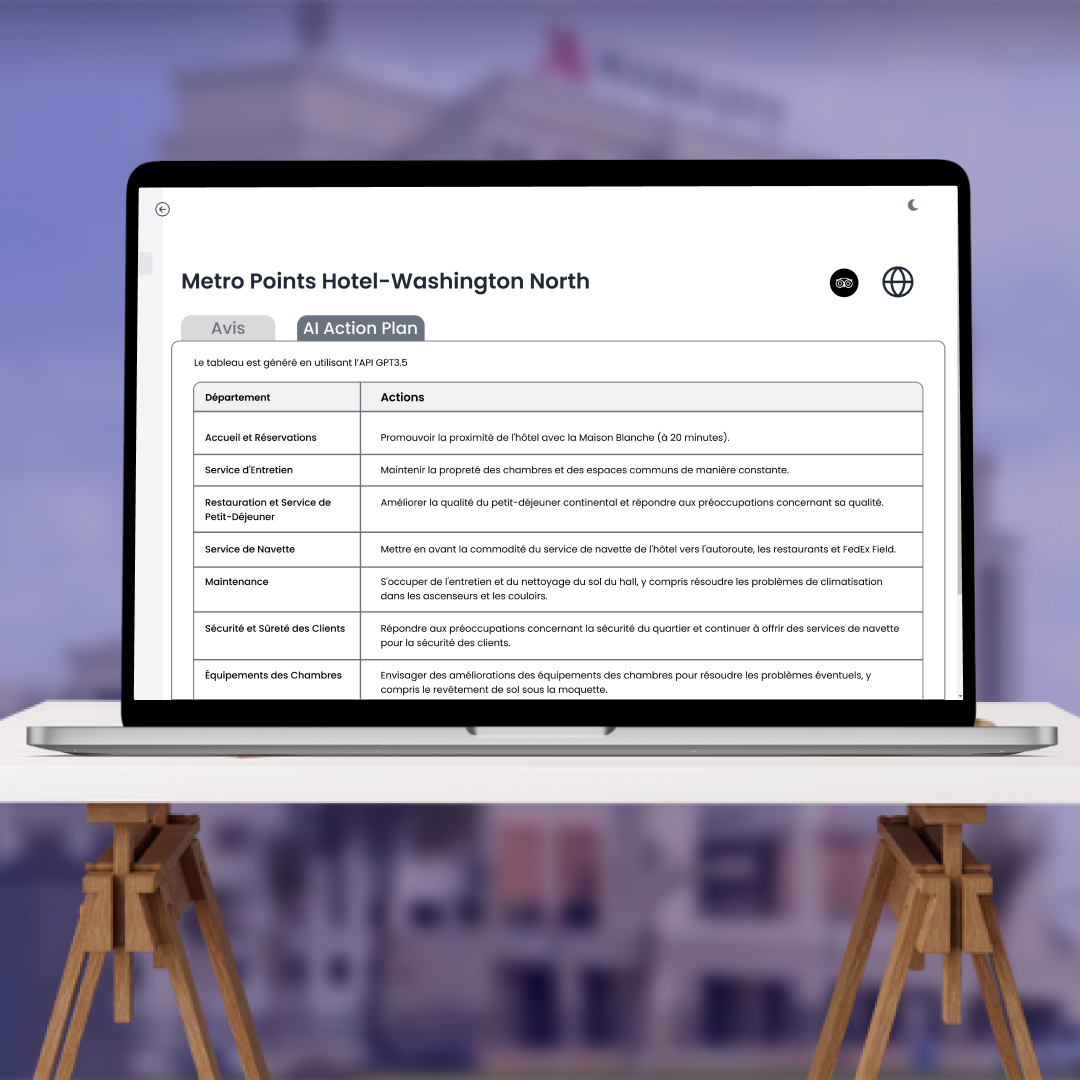 Metro Points Hotel-Washington North
Avis
AI Action Plan
Le tableau est généré en utilisant l'API GPT3.5
Département
Actions
Accueil et Réservations
Promouvoir la proximité de l'hôtel avec la Maison Blanche (à 20 minutes).
Service d'Entretien
Maintenir la propreté des chambres et des espaces communs de manière constante.
Restauration et Service de
Petit-Déjeuner
Améliorer la qualité du petit-déjeuner continental et répondre aux préoccupations concernant sa qualité.
Service de Navette
Mettre en avant la commodité du service de navette de l'hôtel vers l'autoroute, les restaurants et FedEx Field.
Maintenance
S'occuper de l'entretien et du nettoyage du sol du hall, y compris résoudre les problèmes de climatisation
dans les ascenseurs et les couloirs.
Sécurité et Sûreté des Clients
Répondre aux préoccupations concernant la sécurité du quartier et continuer à offrir des services de navette
pour la sécurité des clients.
Équipements des Chambres
Envisager des améliorations des équipements des chambres pour résoudre les problèmes éventuels, y
compris le revêtement de sol sous la moquette.